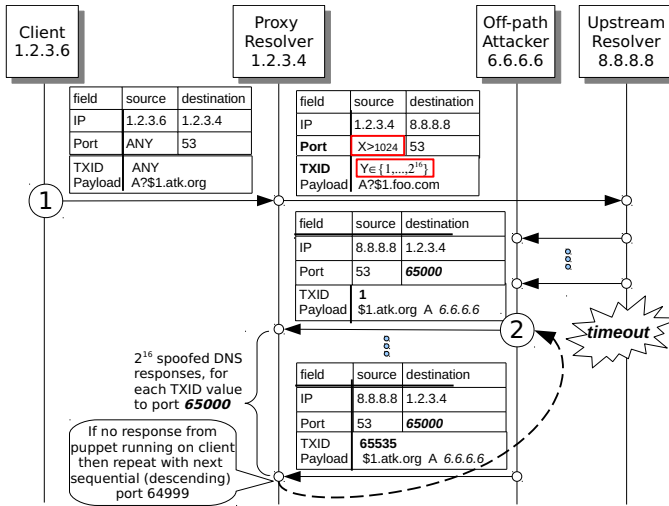 Client
1.2.3.6
Proxy
Resolver
1.2.3.4
Off-path
Attacker
6.6.6.6
Upstream
Resolver
8.8.8.8
field source destination
IP 1.2.3.6 1.2.3.4
Port ANY 53
TXID ANY
Payload A?$1.atk.org
field source destination
IP 1.2.3.4 8.8.8.8
Port X>1024 53
TXID Y∈{1,...,2¹⁶}
Payload A?$1.foo.com
1
field source destination
IP 8.8.8.8 1.2.3.4
Port 53 65000
TXID 1
Payload $1.atk.org A 6.6.6.6
2
timeout
2¹⁶ spoofed DNS
responses, for
each TXID value
to port 65000
field source destination
IP 8.8.8.8 1.2.3.4
Port 53 65000
TXID 65535
Payload $1.atk.org A 6.6.6.6
If no response from
puppet running on client
then repeat with next
sequential (descending)
port 64999